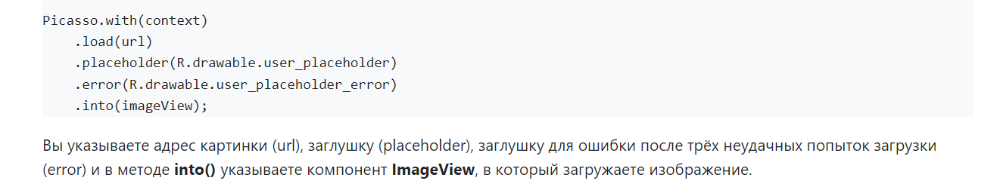 Picasso.with(context)
    .load(url)
    .placeholder(R.drawable.user_placeholder)
    .error(R.drawable.user_placeholder_error)
    .into(imageView);
Вы указываете адрес картинки (url), заглушку (placeholder), заглушку для ошибки после трёх неудачных попыток загрузки
(error) и в методе into() указываете компонент ImageView, в который загружаете изображение.